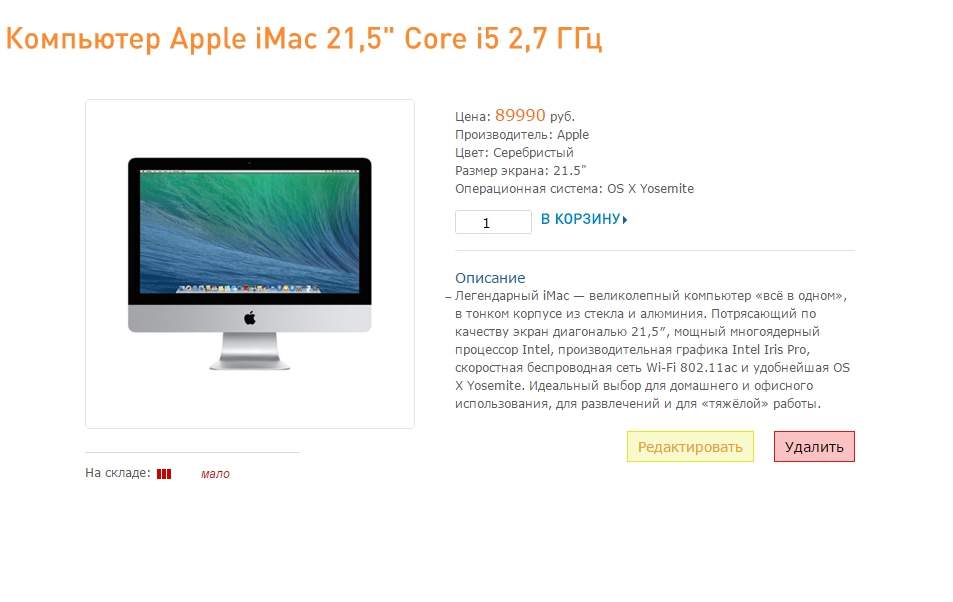 Компьютер Apple iMac 21,5" Core i5 2,7 ГГц
Цена: 89990 руб.
Производитель: Apple
Цвет: Серебристый
Размер экрана: 21.5"
Операционная система: OS X Yosemite
1 В КОРЗИНУ
Описание
– Легендарный iMac — великолепный компьютер «всё в одном»,
в тонком корпусе из стекла и алюминия. Потрясающий по
качеству экран диагональю 21,5″, мощный многоядерный
процессор Intel, производительная графика Intel Iris Pro,
скоростная беспроводная сеть Wi-Fi 802.11ac и удобнейшая OS
X Yosemite. Идеальный выбор для домашнего и офисного
использования, для развлечений и для «тяжёлой» работы.
Редактировать Удалить
На складе: мало